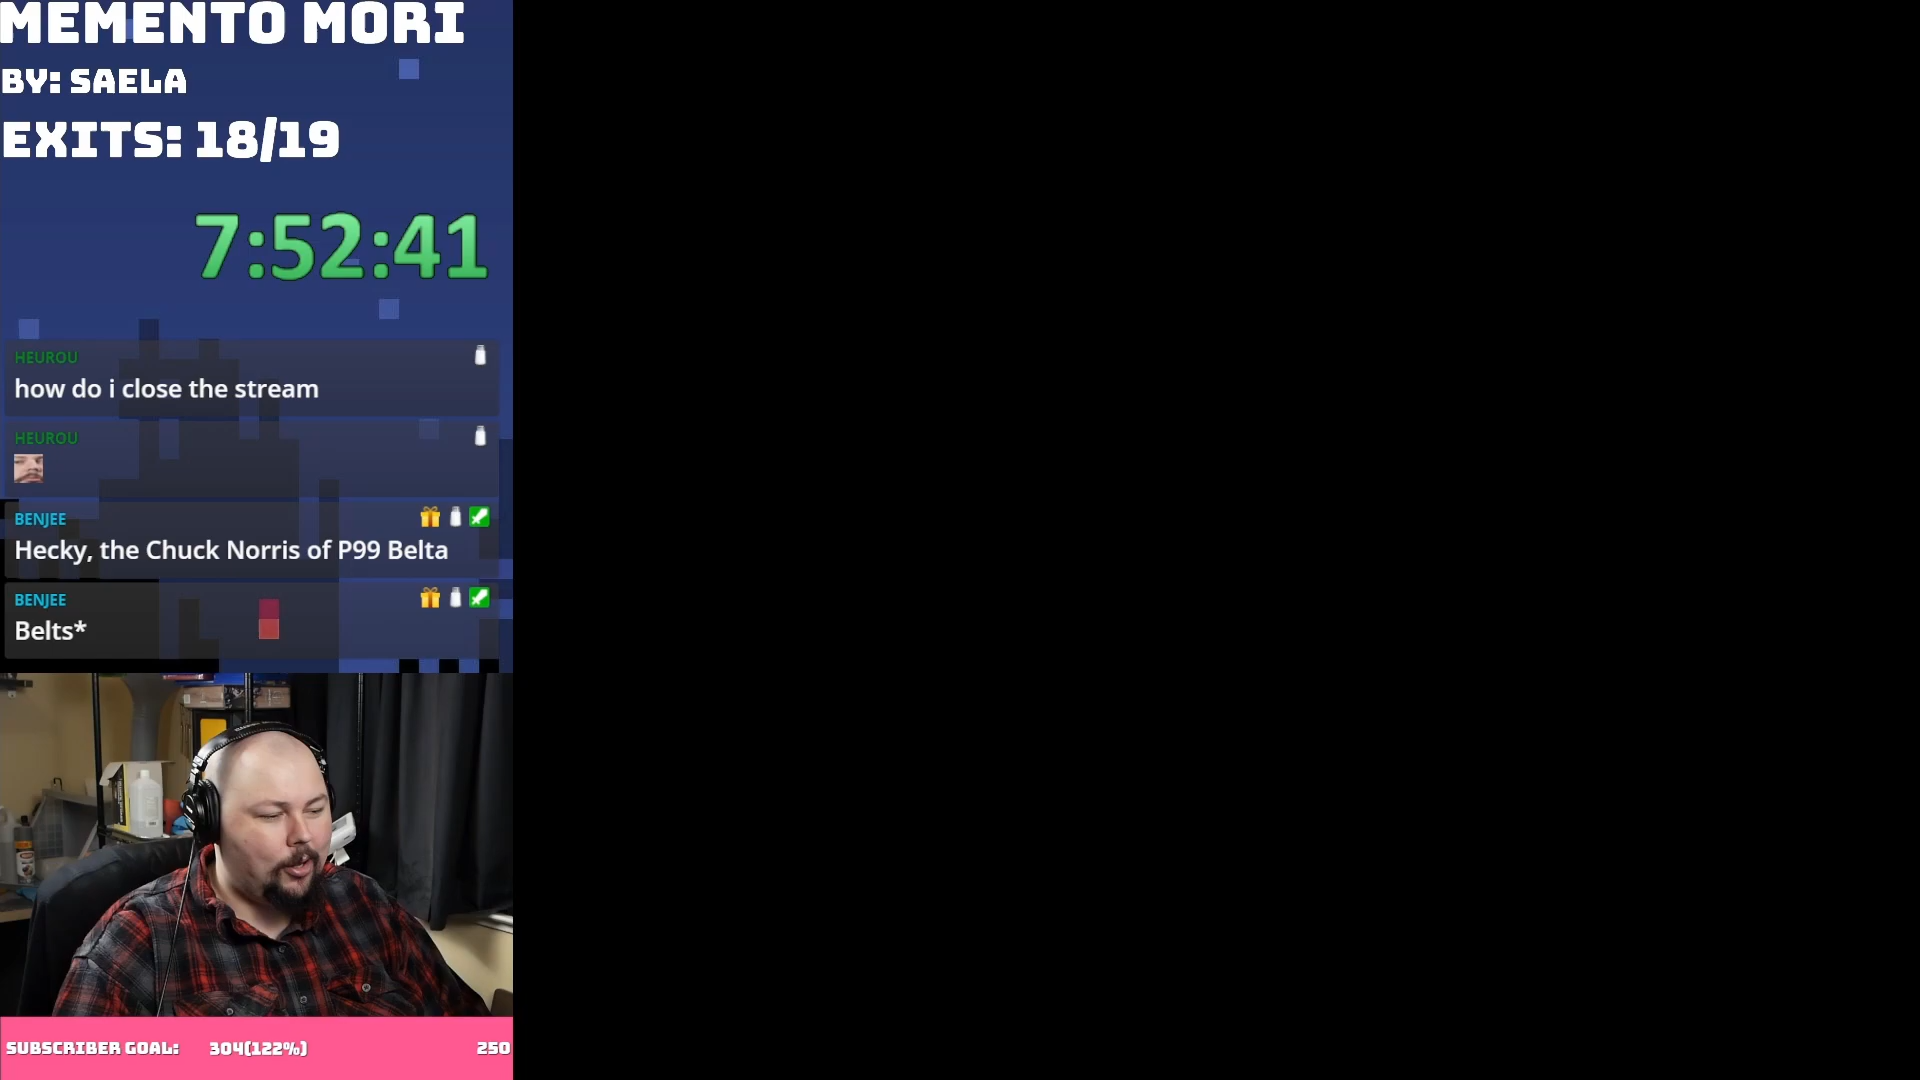 MEMENTO MORI
BY: SAELA
EXITS: 18/19
7:52:41
HEUROU
how do i close the stream
HEUROU
BENJEE
Hecky, the Chuck Norris of P99 Belta
BENJEE
Belts*
SUBSCRIBER GOAL: 304(122%) 250